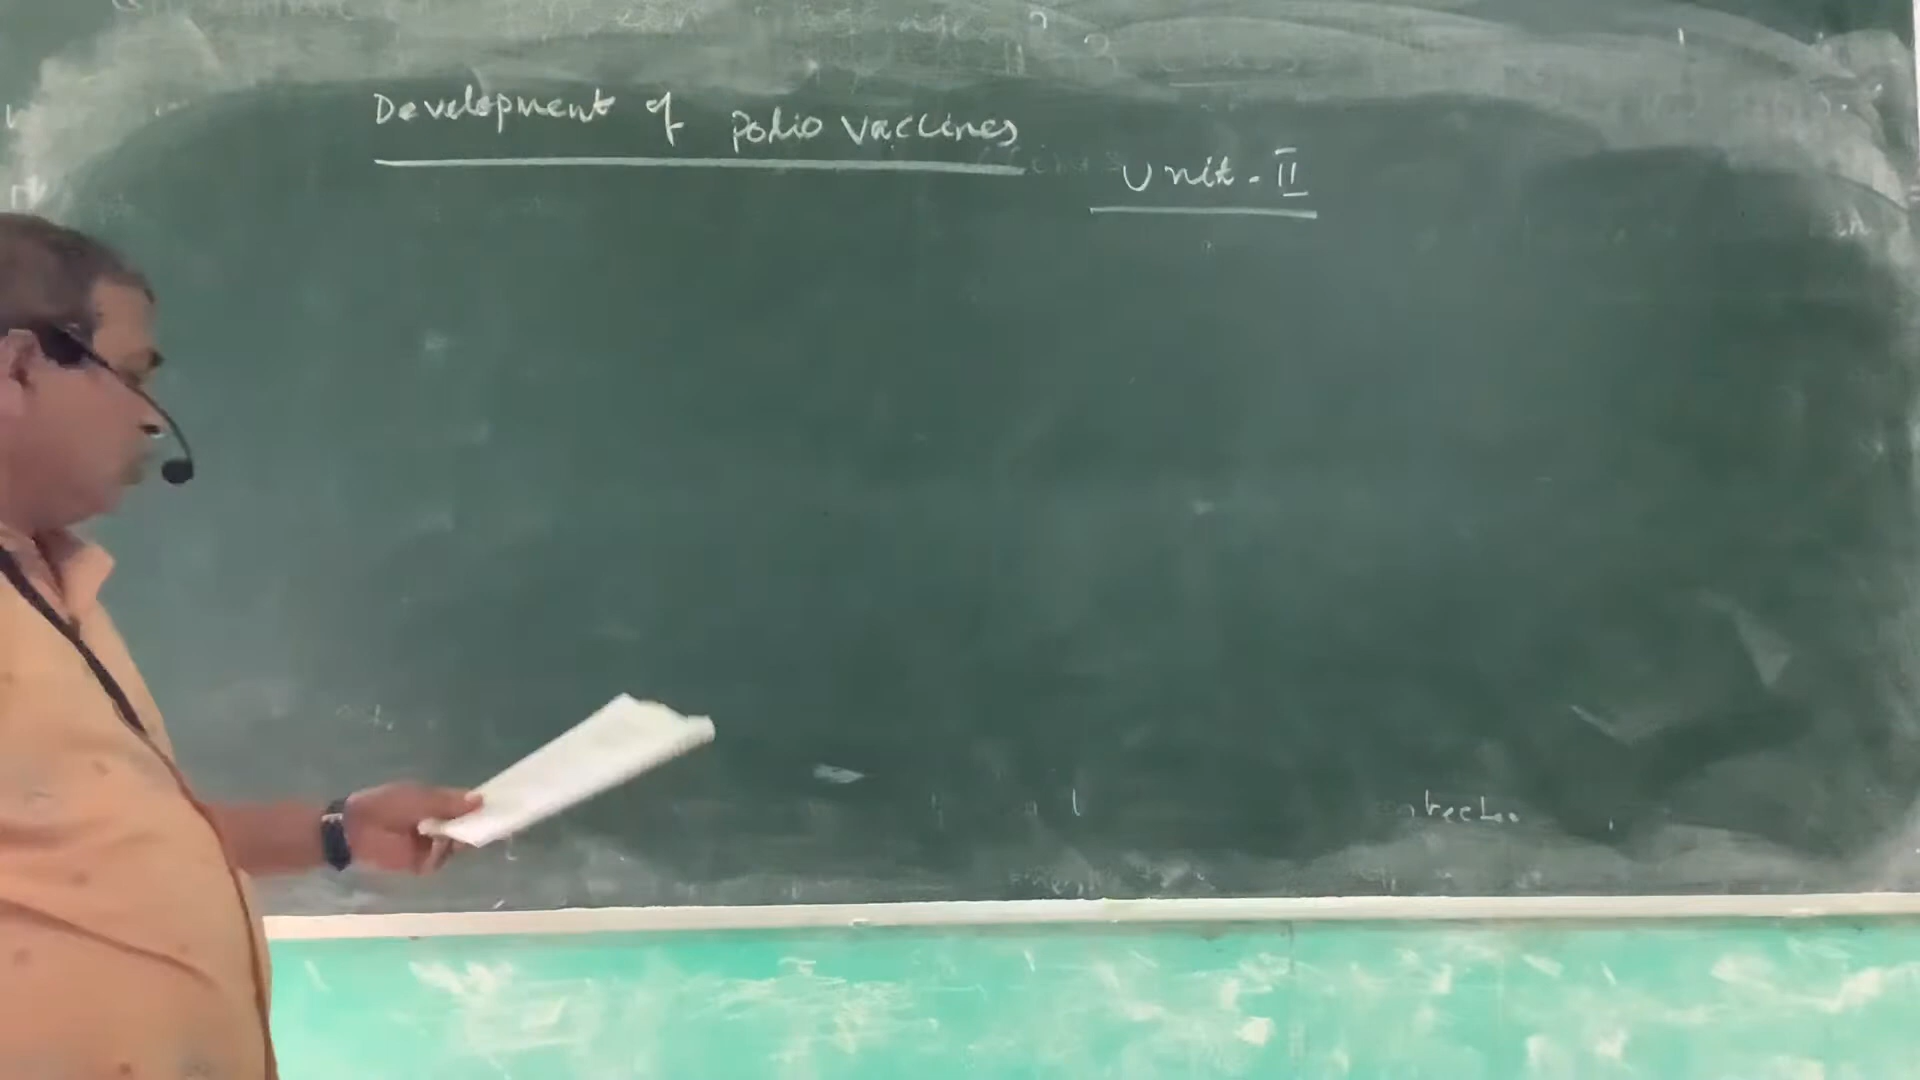 Development of polio vaccines
Unit - II